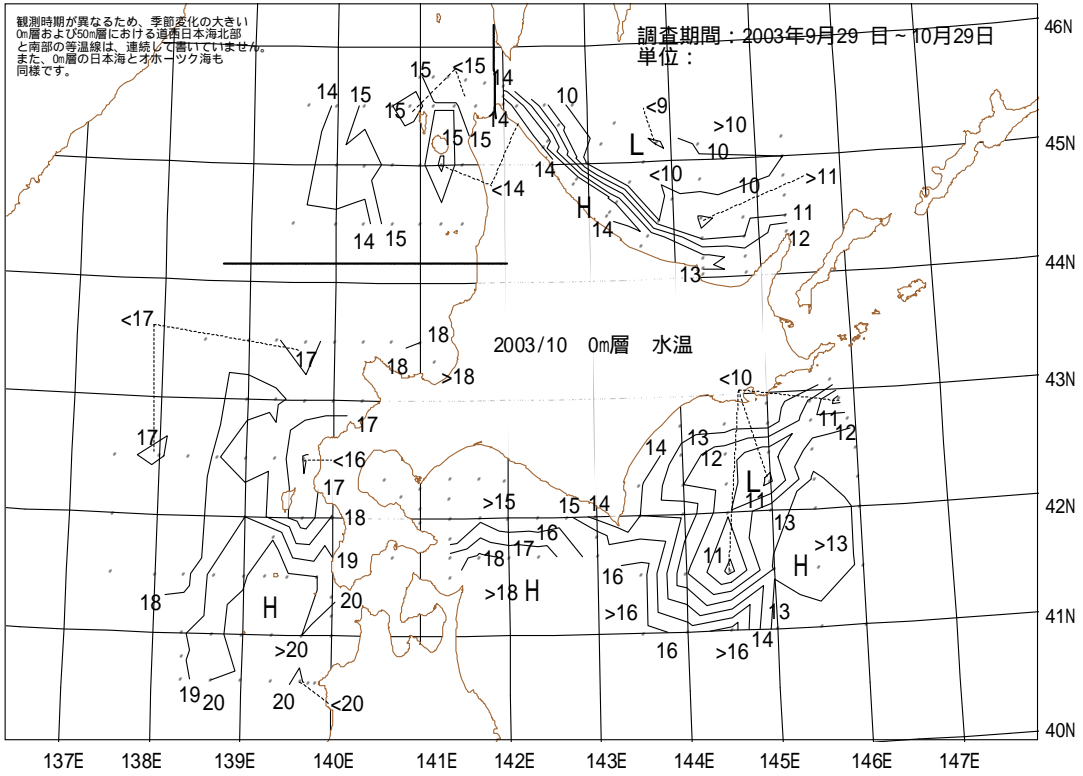 観測時期が異なるため、季節変化の大きい
0m層および50m層における道西日本海北部
と南部の等温線は、連続して書いていません。
また、0m層の日本海とオホーツク海も
同様です。
調査期間：2003年9月29 日～10月29日
単位：
46N
15 <15 14 10 <9
14 15 15 14 >10
15 15 L 10
45N
<14 14 <10 10 >11
H 14 11
14 15 12
13
44N
<17 18
17 18 >18
2003/10 0m層 水温
<10
43N
17 17 11
14 13 12
<16 12
17 L
>15 11
18 15 14 13
42N
16
17 >13
19 18 11 H
16
18 H 20 >18 H >16 13
41N
>20 16 >16 14
19 20 20 <20
40N
137E 138E 139E 140E 141E 142E 143E 144E 145E 146E 147E